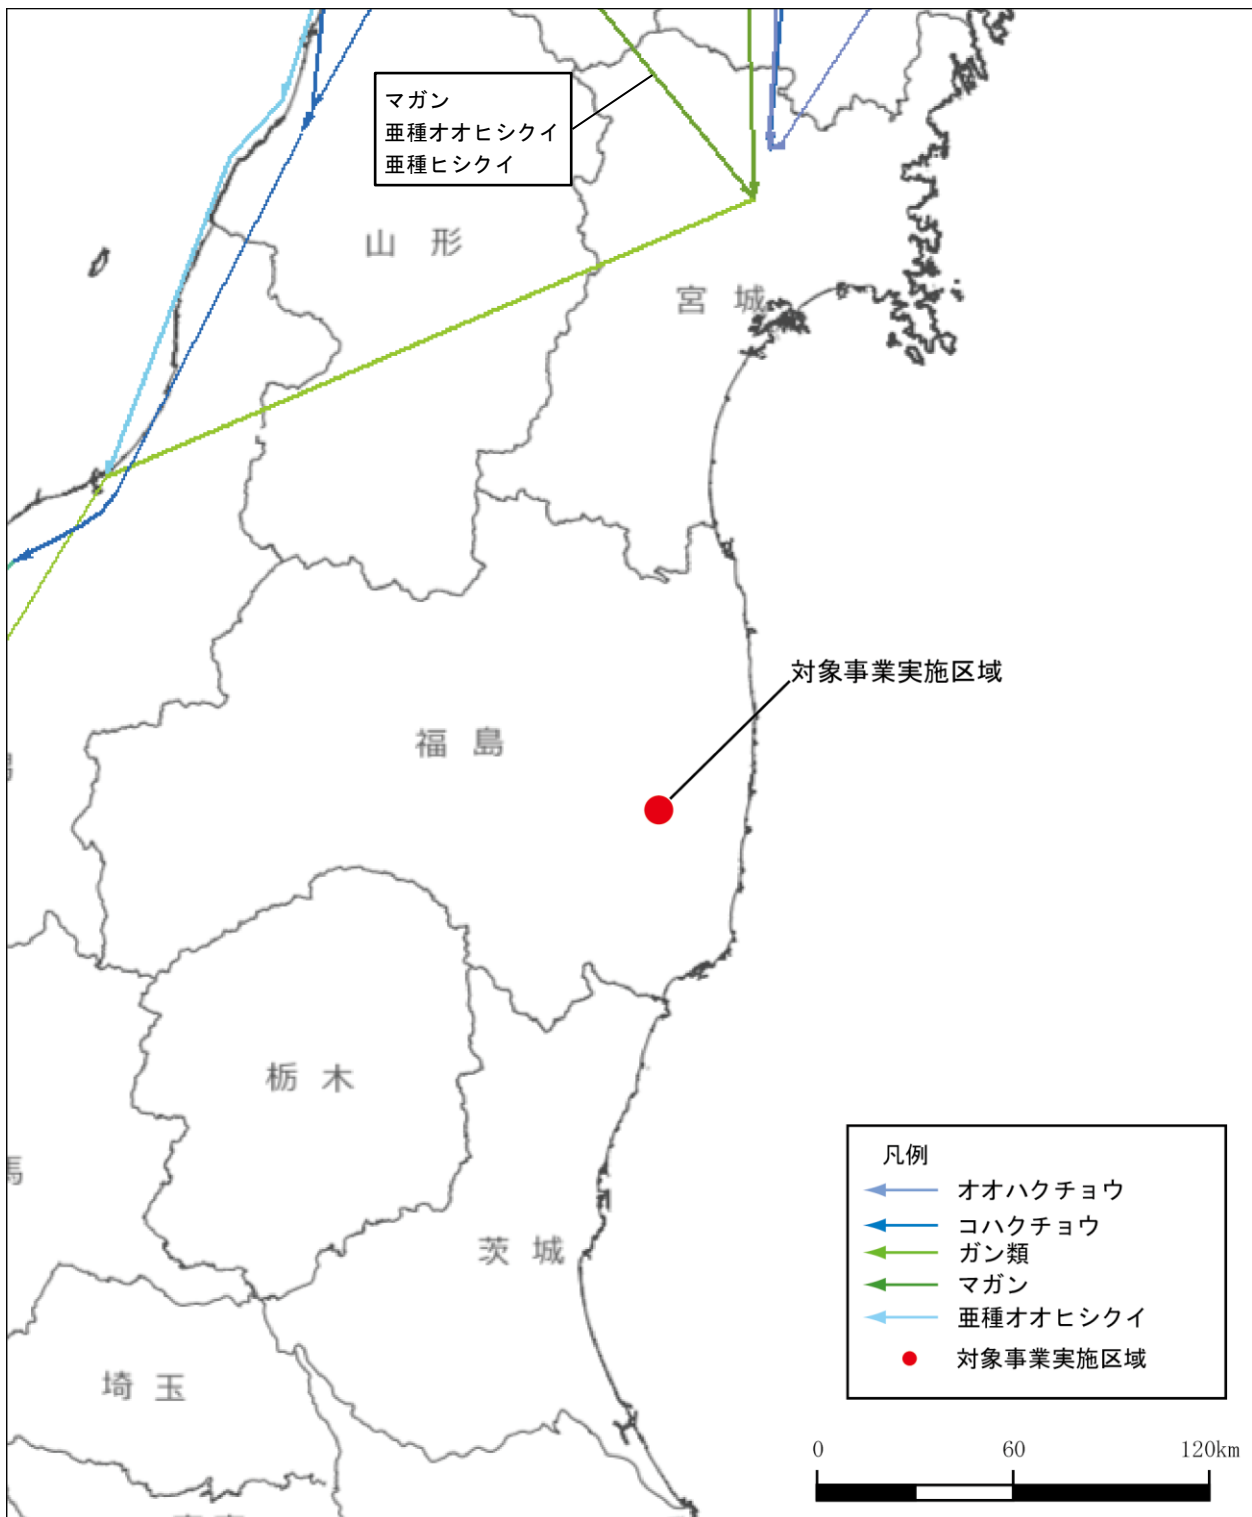 マガン
亜種オオヒシクイ
亜種ヒシクイ
山形
宮城
対象事業実施区域
福島
栃木
馬
茨城
埼玉
凡例
オオハクチョウ
コハクチョウ
ガン類
マガン
亜種オオヒシクイ
対象事業実施区域
0 60 120km